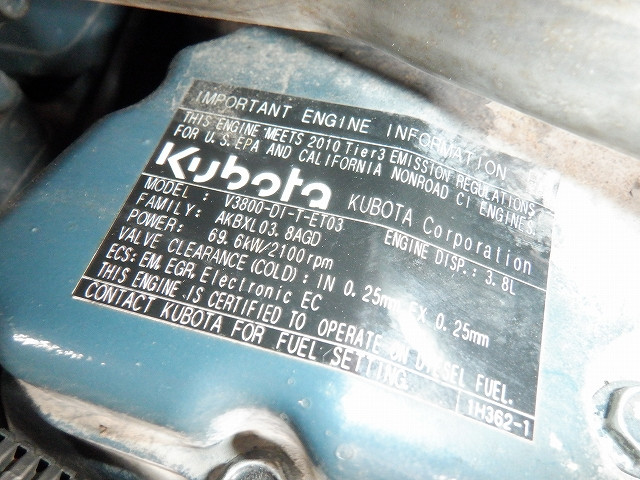 IMPORTANT ENGINE INFORMATION
THIS ENGINE MEETS 2010 Tier3 EMISSION REGULATIONS
FOR U.S.EPA AND CALIFORNIA NONROAD CI ENGINES.
Kubota KUBOTA Corporation
MODEL: V3800-DI-T-ET03 ENGINE DISP.: 3.8L
FAMILY: AKBXL03.8AGD
POWER: 69.6kW/2100rpm
VALVE CLEARANCE(COLD): IN 0.25mm EX 0.25mm
ECS: EM,EGR,Electronic EC
THIS ENGINE IS CERTIFIED TO OPERATE ON DIESEL FUEL.
CONTACT KUBOTA FOR FUEL SETTING
1H362-1